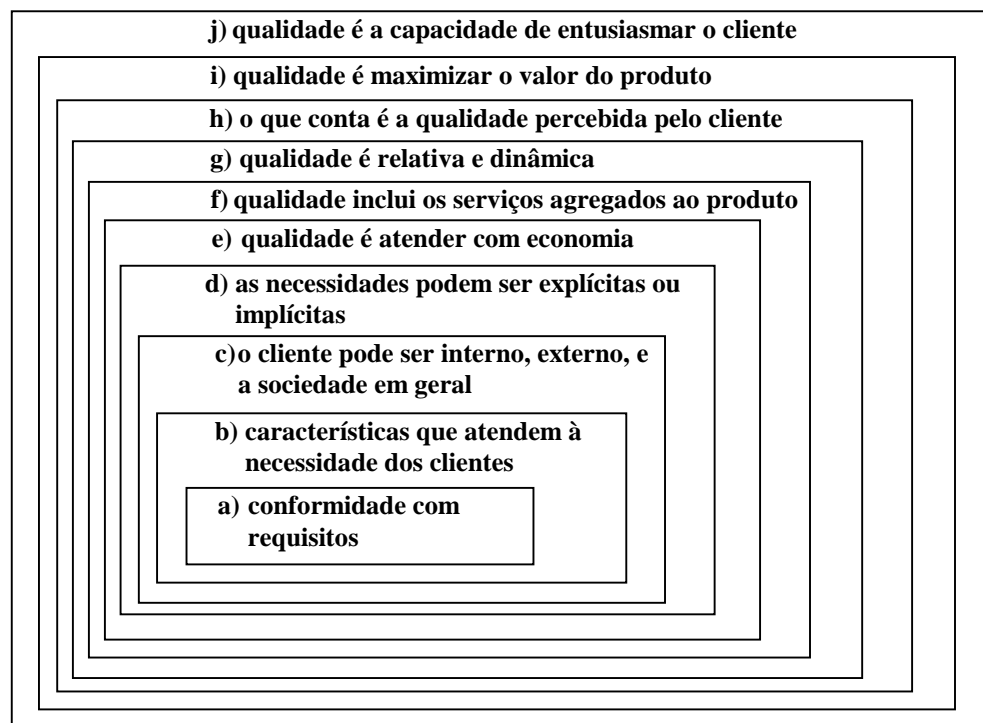 j) qualidade é a capacidade de entusiasmar o cliente
i) qualidade é maximizar o valor do produto
h) o que conta é a qualidade percebida pelo cliente
g) qualidade é relativa e dinâmica
f) qualidade inclui os serviços agregados ao produto
e) qualidade é atender com economia
d) as necessidades podem ser explícitas ou
implícitas
c) o cliente pode ser interno, externo, e
a sociedade em geral
b) características que atendem à
necessidade dos clientes
a) conformidade com
requisitos